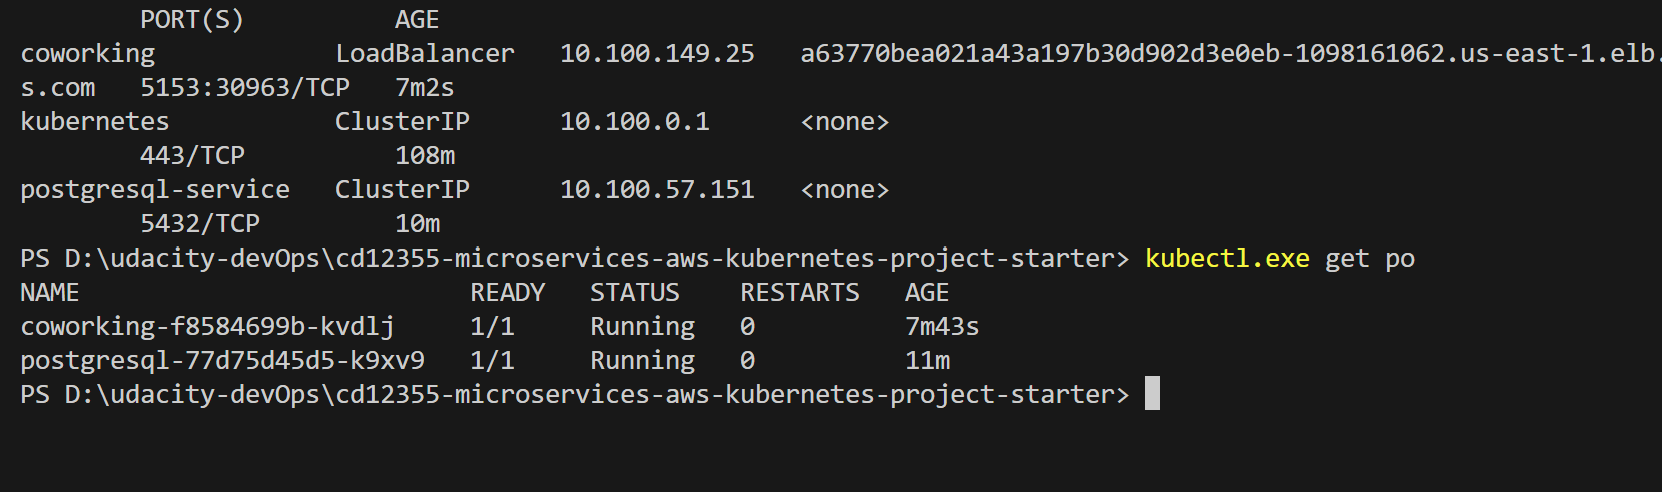 PORT(S) AGE
coworking LoadBalancer 10.100.149.25 a63770bea021a43a197b30d902d3e0eb-1098161062.us-east-1.elb.
s.com 5153:30963/TCP 7m2s
kubernetes ClusterIP 10.100.0.1 <none>
443/TCP 108m
postgresql-service ClusterIP 10.100.57.151 <none>
5432/TCP 10m
PS D:\udacity-devOps\cd12355-microservices-aws-kubernetes-project-starter> kubectl.exe get po
NAME READY STATUS RESTARTS AGE
coworking-f8584699b-kvdlj 1/1 Running 0 7m43s
postgresql-77d75d45d5-k9xv9 1/1 Running 0 11m
PS D:\udacity-devOps\cd12355-microservices-aws-kubernetes-project-starter>